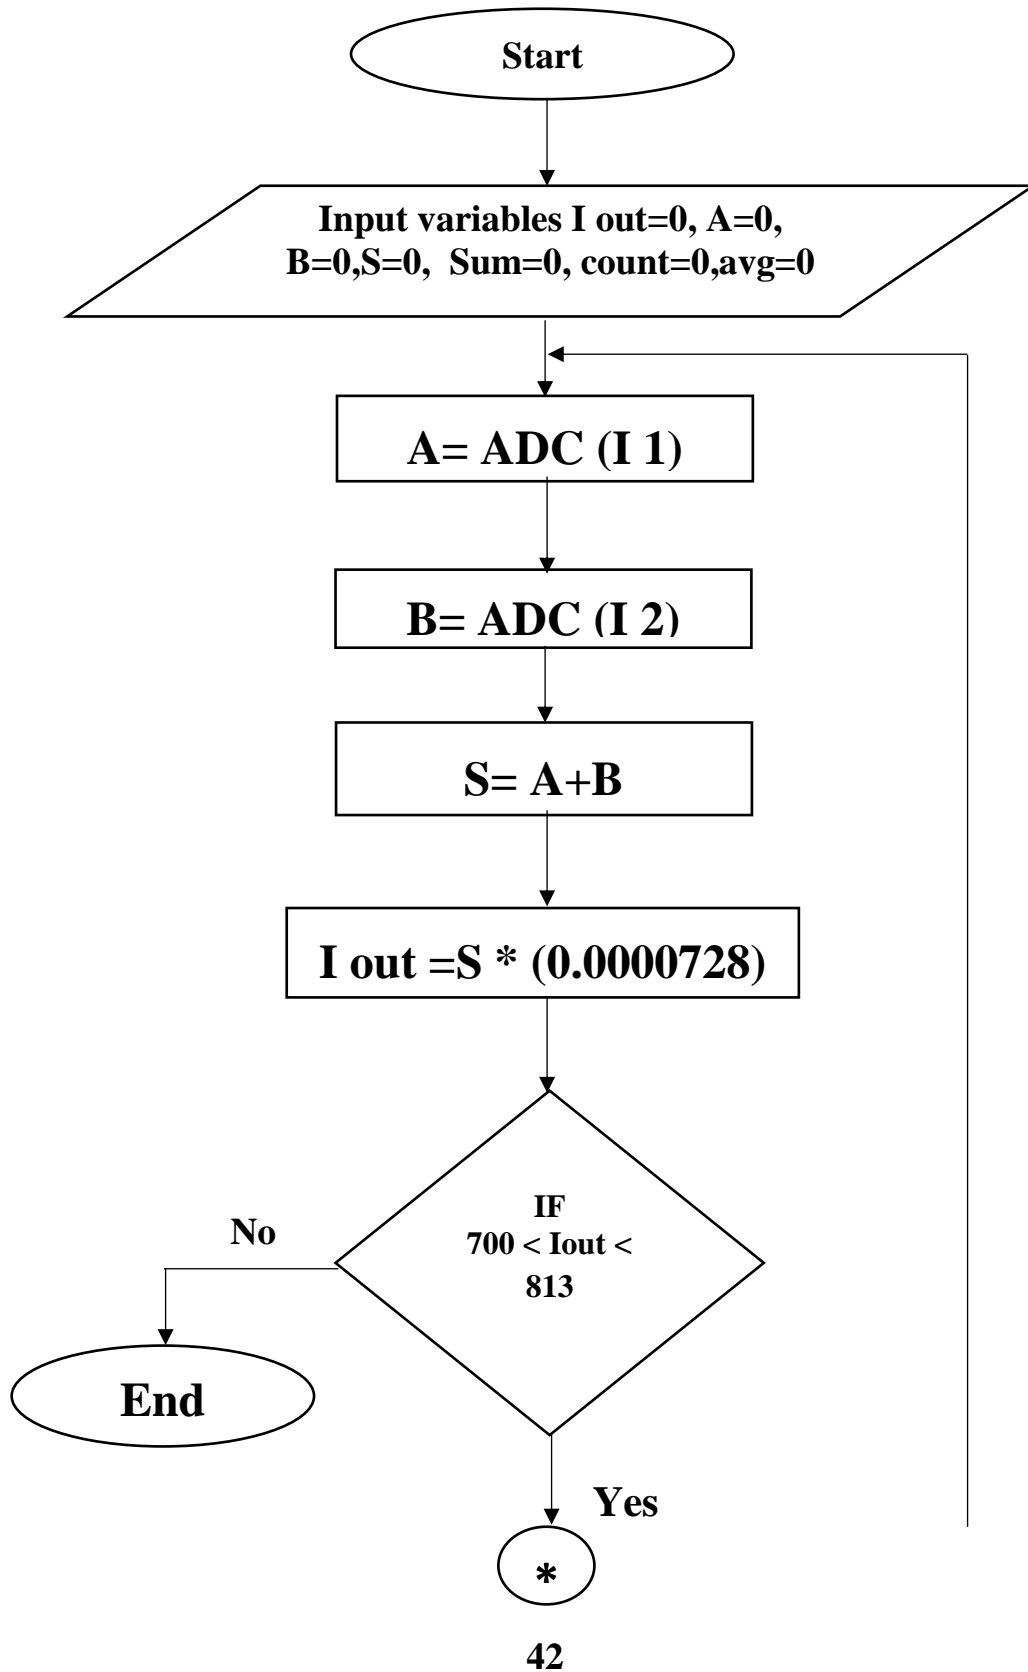 Start
Input variables I out=0, A=0,
B=0,S=0, Sum=0, count=0,avg=0
A= ADC (I 1)
B= ADC (I 2)
S= A+B
I out =S * (0.0000728)
IF
700 < Iout <
813
No
End
Yes
*
42